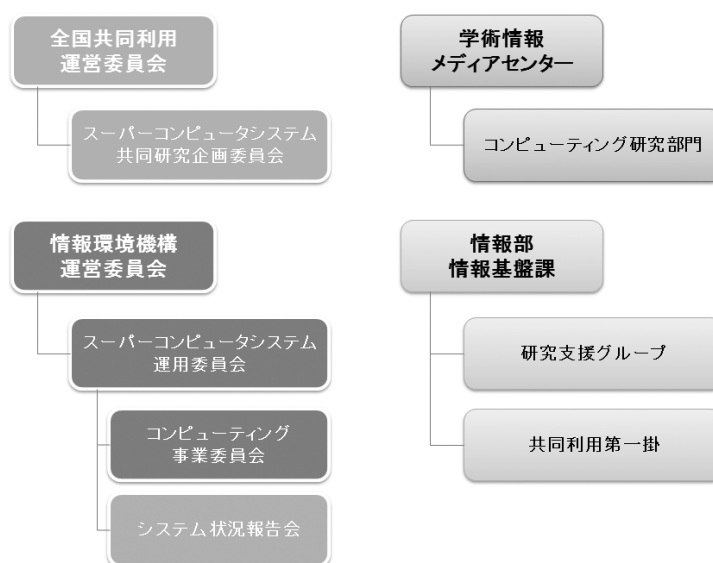 全国共同利用
運営委員会
スーパーコンピュータシステム
共同研究企画委員会
情報環境機構
運営委員会
スーパーコンピュータシステム
運用委員会
コンピューティング
事業委員会
システム状況報告会
学術情報
メディアセンター
コンピューティング研究部門
情報部
情報基盤課
研究支援グループ
共同利用第一掛